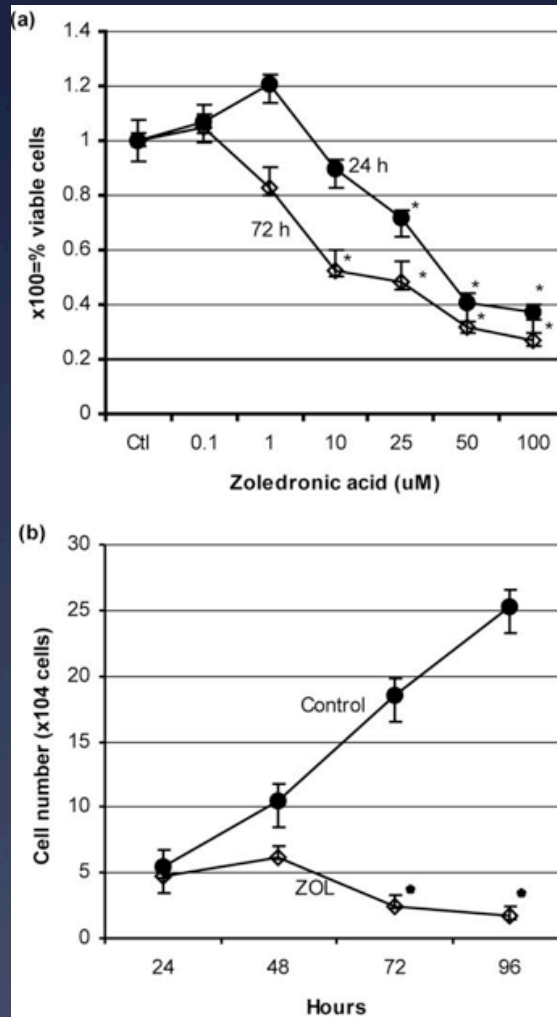 (a)
1.4
1.2
1
0.8
0.6
0.4
0.2
0
x100=% viable cells
24 h
72 h
*
*
*
*
*
*
*
Ctl 0.1 1 10 25 50 100
Zoledronic acid (uM)
(b)
30
25
20
15
10
5
0
Cell number (x104 cells)
Control
ZOL
24 48 72 96
Hours